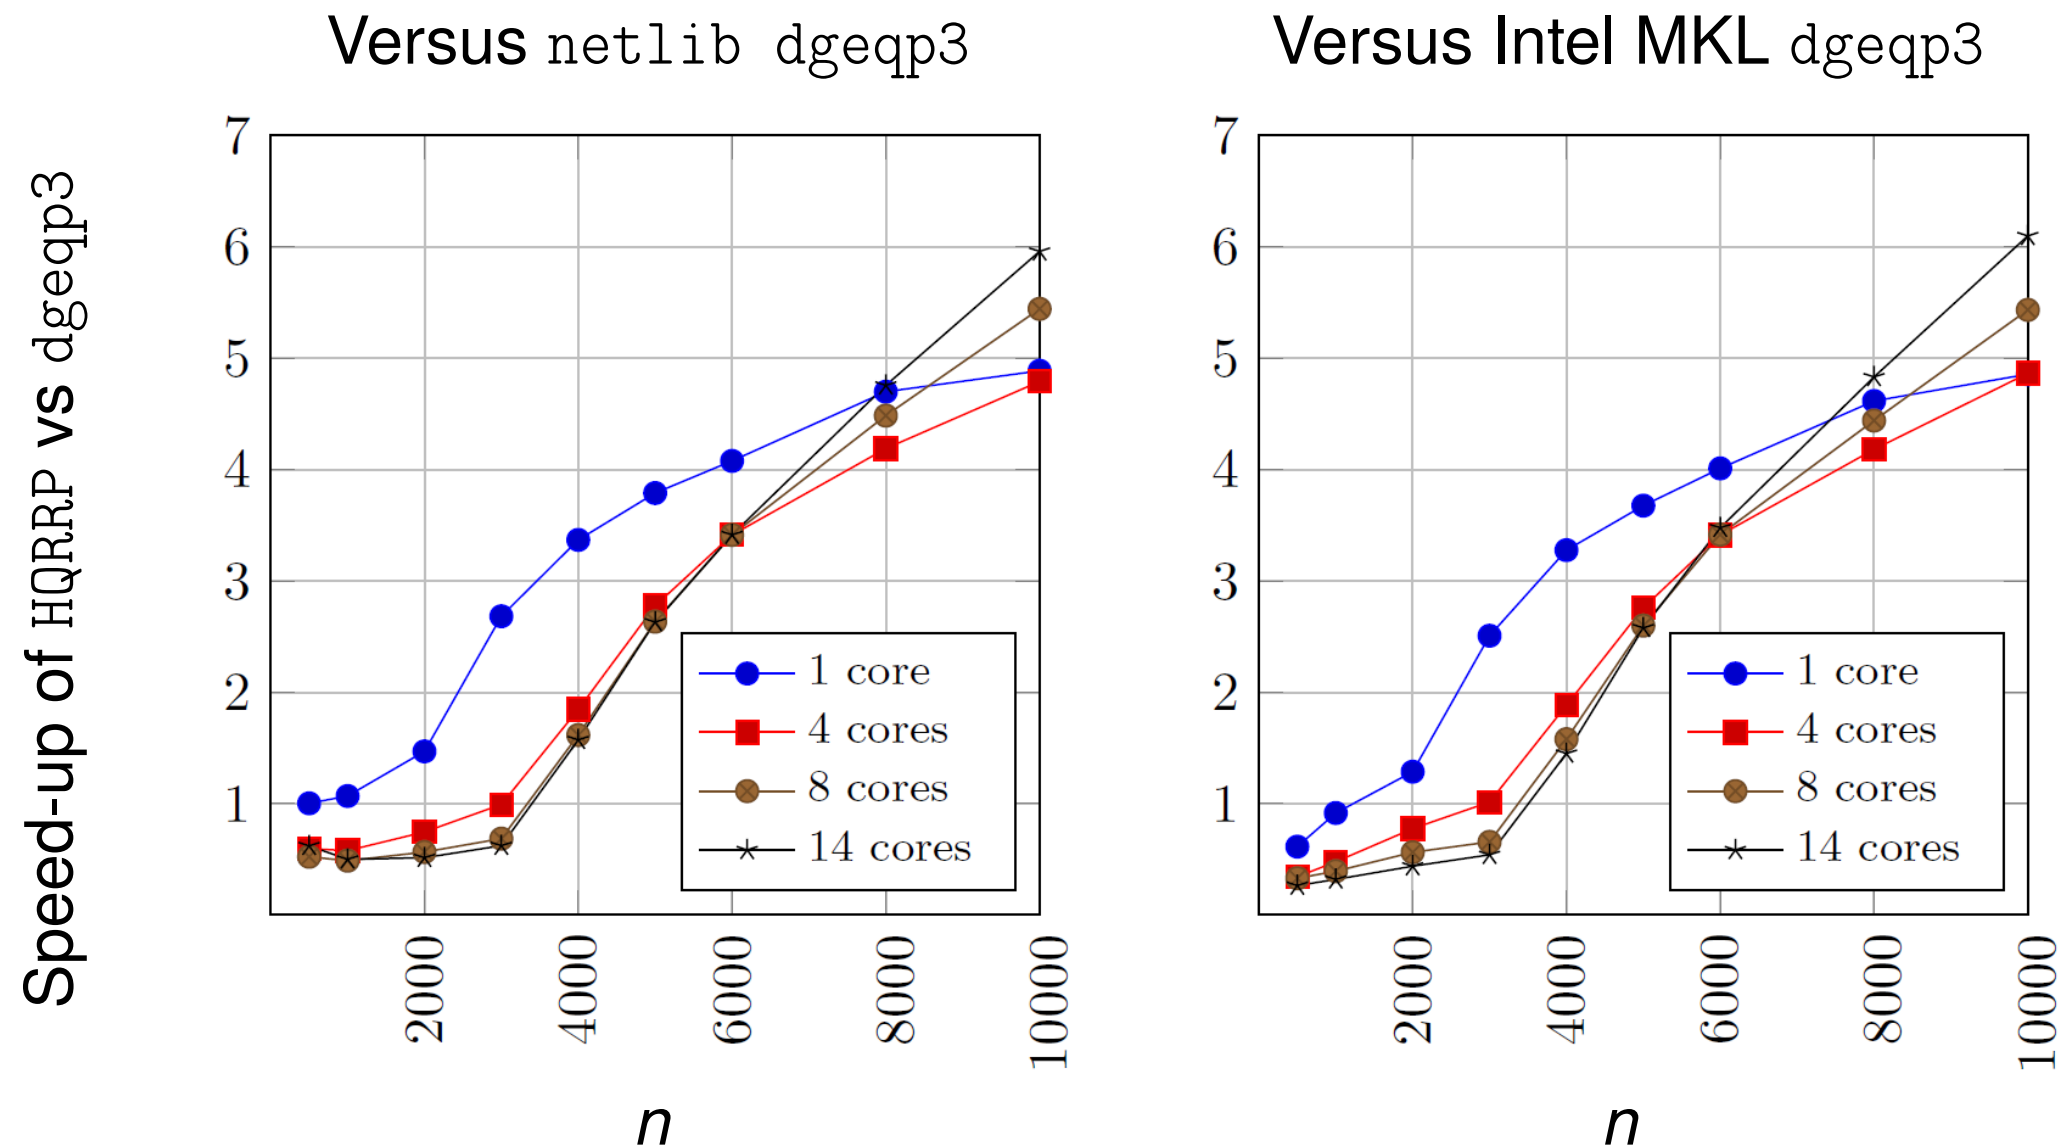 Versus netlib dgeqp3
Speed-up of HQRRP vs dgeqp3
7
6
5
4
3
2
1
2000
4000
6000
8000
10000
1 core
4 cores
8 cores
14 cores
n
Versus Intel MKL dgeqp3
7
6
5
4
3
2
1
2000
4000
6000
8000
10000
1 core
4 cores
8 cores
14 cores
n